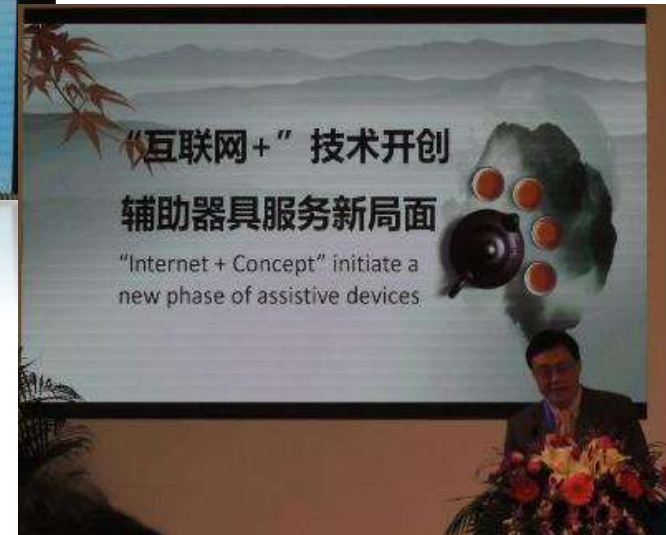 “互联网+”技术开创
辅助器具服务新局面
“Internet + Concept” initiate a
new phase of assistive devices